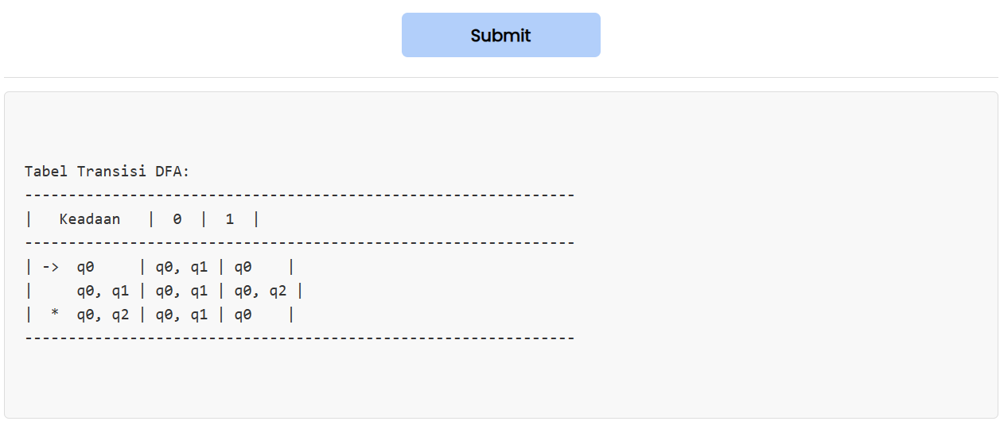 Submit
Tabel Transisi DFA:
---------------------------------------------------------------
|   Keadaan   |  0  |  1  |
---------------------------------------------------------------
| ->  q0     | q0, q1 | q0    |
|     q0, q1 | q0, q1 | q0, q2 |
|  *  q0, q2 | q0, q1 | q0    |
---------------------------------------------------------------